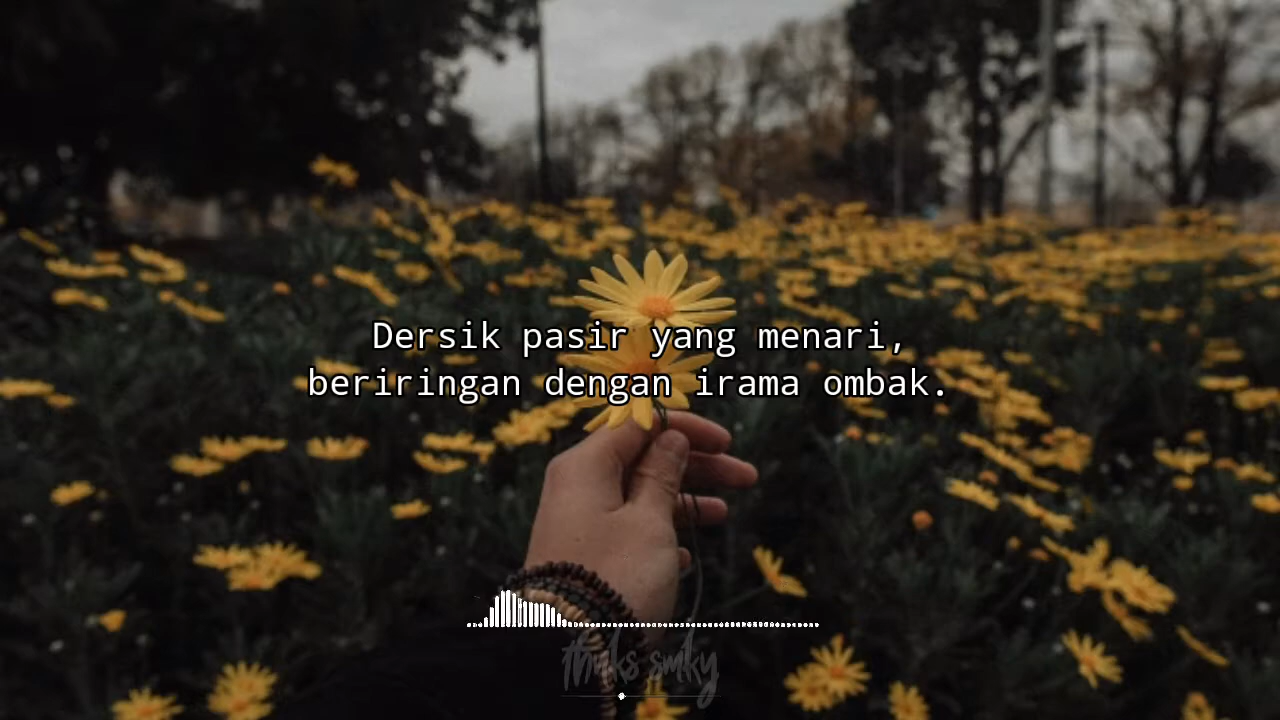 Dersik pasir yang menari,
beriringan dengan irama ombak.